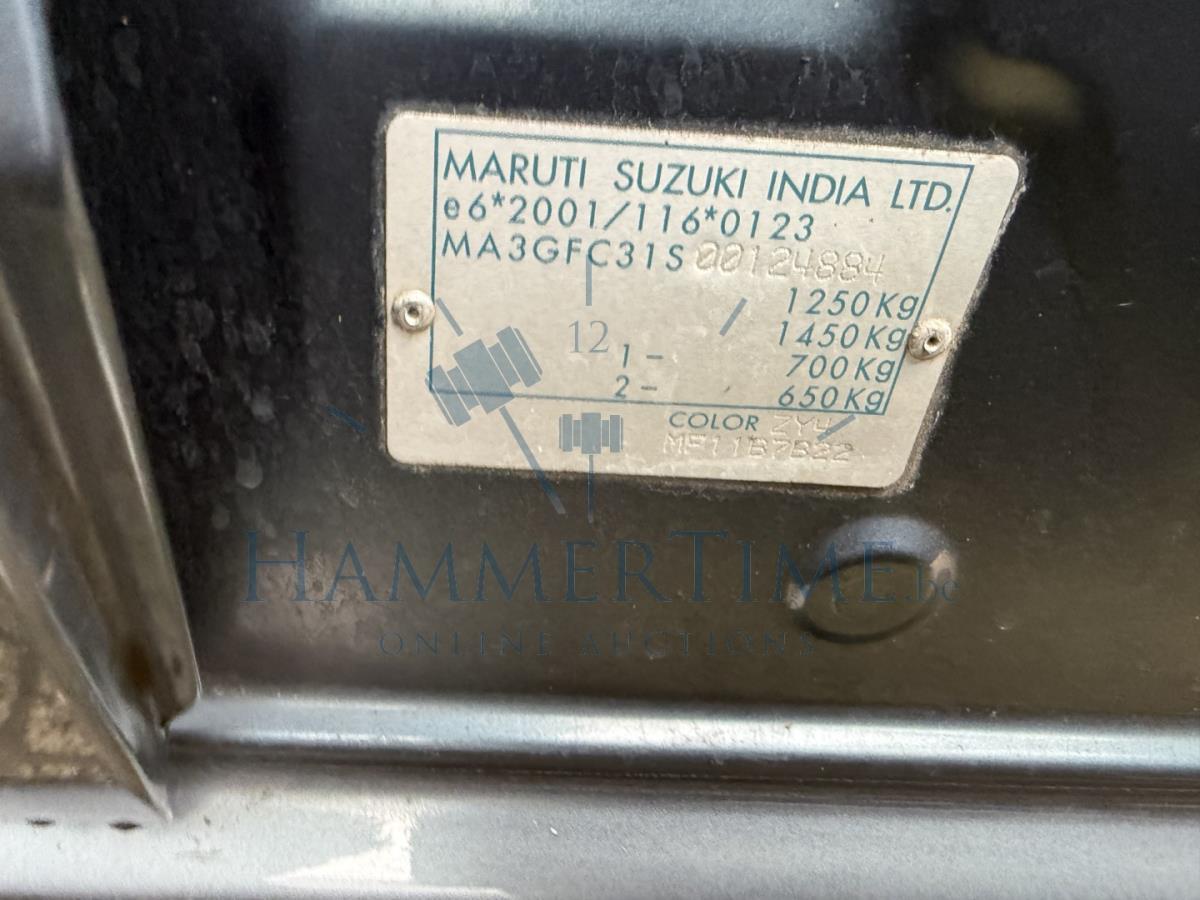 MARUTI SUZUKI INDIA LTD.
e6*2001/116*0123
MA3GFC31S00124884
1250Kg
1450Kg
1- 700Kg
2- 650Kg
COLOR ZY4
MF11B7B22
12
HAMMERTIME.be
ONLINE AUCTIONS